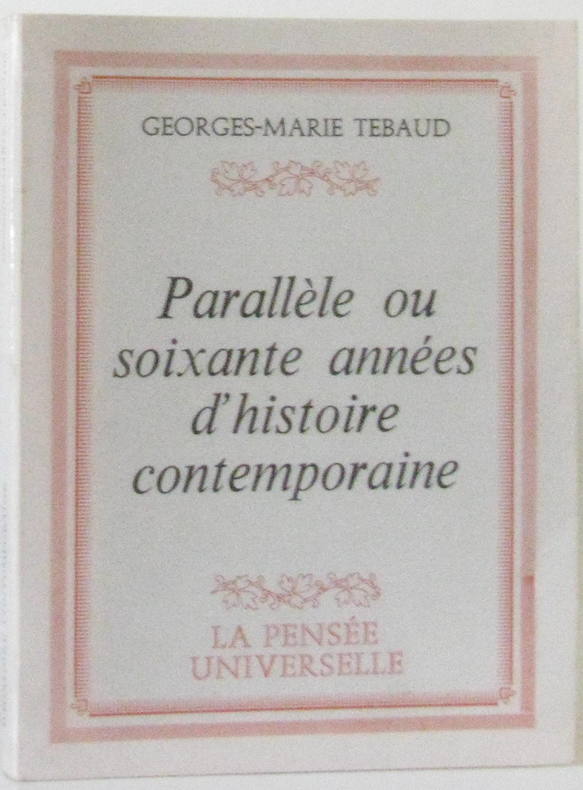 GEORGES-MARIE TEBAUD
Parallèle ou
soixante années
d'histoire
contemporaine
LA PENSÉE
UNIVERSELLE